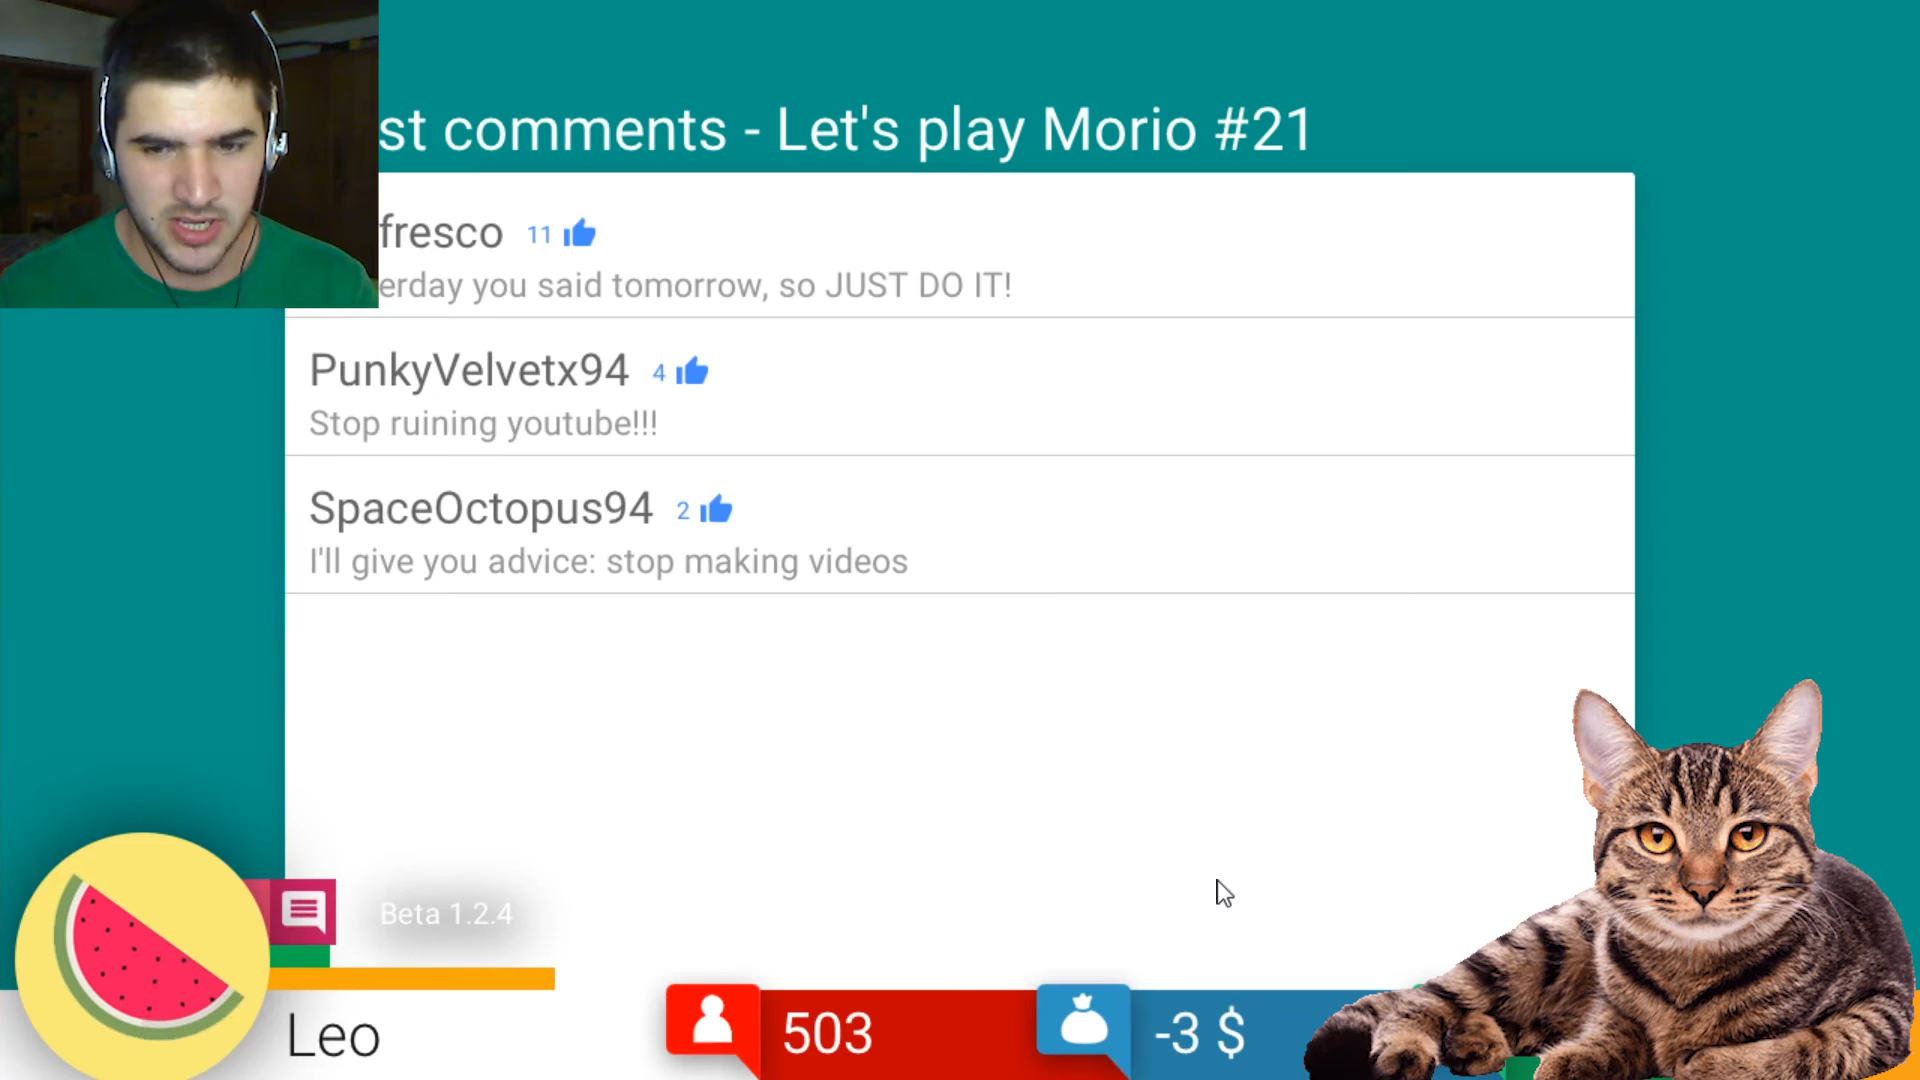 st comments - Let's play Morio #21
fresco 11
erday you said tomorrow, so JUST DO IT!
PunkyVelvetx94 4
Stop ruining youtube!!!
SpaceOctopus94 2
I'll give you advice: stop making videos
Beta 1.2.4
Leo
503
-3 $